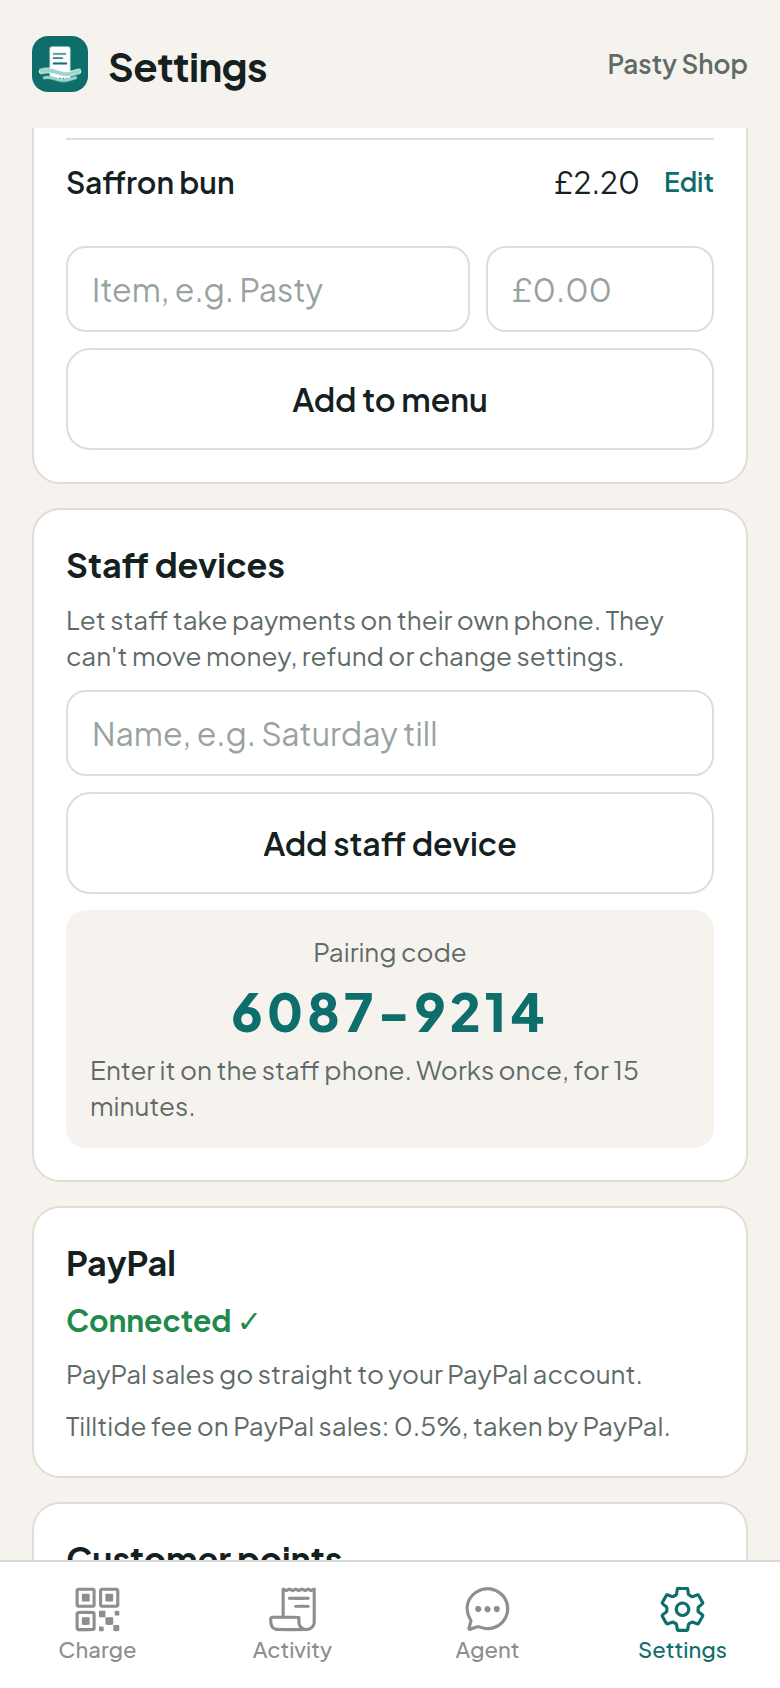 Settings
Pasty Shop
Saffron bun
£2.20
Edit
Item, e.g. Pasty
£0.00
Add to menu
Staff devices
Let staff take payments on their own phone. They
can't move money, refund or change settings.
Name, e.g. Saturday till
Add staff device
Pairing code
6087-9214
Enter it on the staff phone. Works once, for 15
minutes.
PayPal
Connected ✓
PayPal sales go straight to your PayPal account.
Tilltide fee on PayPal sales: 0.5%, taken by PayPal.
Customer points
Charge
Activity
Agent
Settings